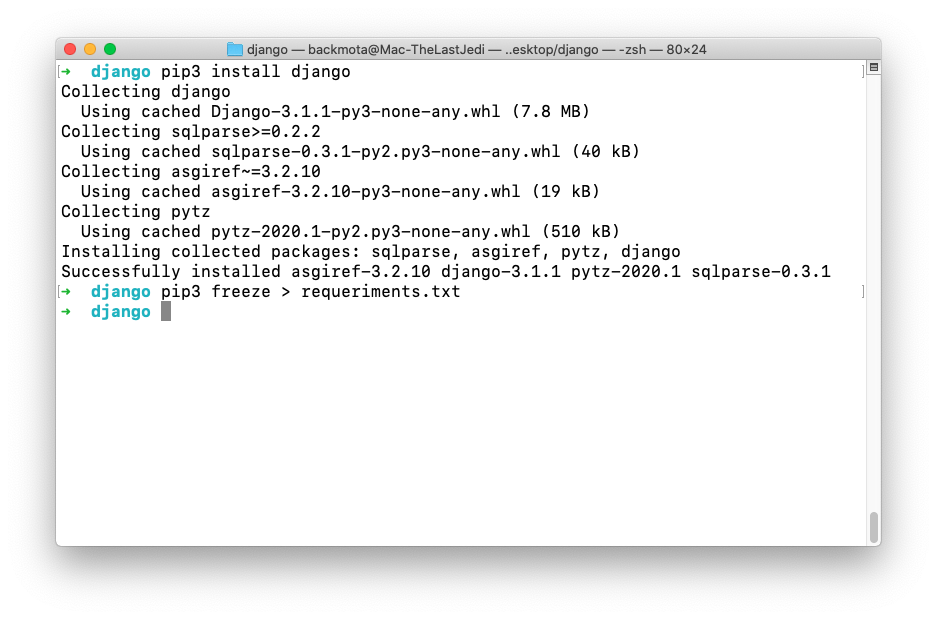 django — backmota@Mac-TheLastJedi — ..esktop/django — -zsh — 80×24
[➜  django pip3 install django ]
Collecting django
  Using cached Django-3.1.1-py3-none-any.whl (7.8 MB)
Collecting sqlparse>=0.2.2
  Using cached sqlparse-0.3.1-py2.py3-none-any.whl (40 kB)
Collecting asgiref~=3.2.10
  Using cached asgiref-3.2.10-py3-none-any.whl (19 kB)
Collecting pytz
  Using cached pytz-2020.1-py2.py3-none-any.whl (510 kB)
Installing collected packages: sqlparse, asgiref, pytz, django
Successfully installed asgiref-3.2.10 django-3.1.1 pytz-2020.1 sqlparse-0.3.1
[➜  django pip3 freeze > requeriments.txt ]
➜  django